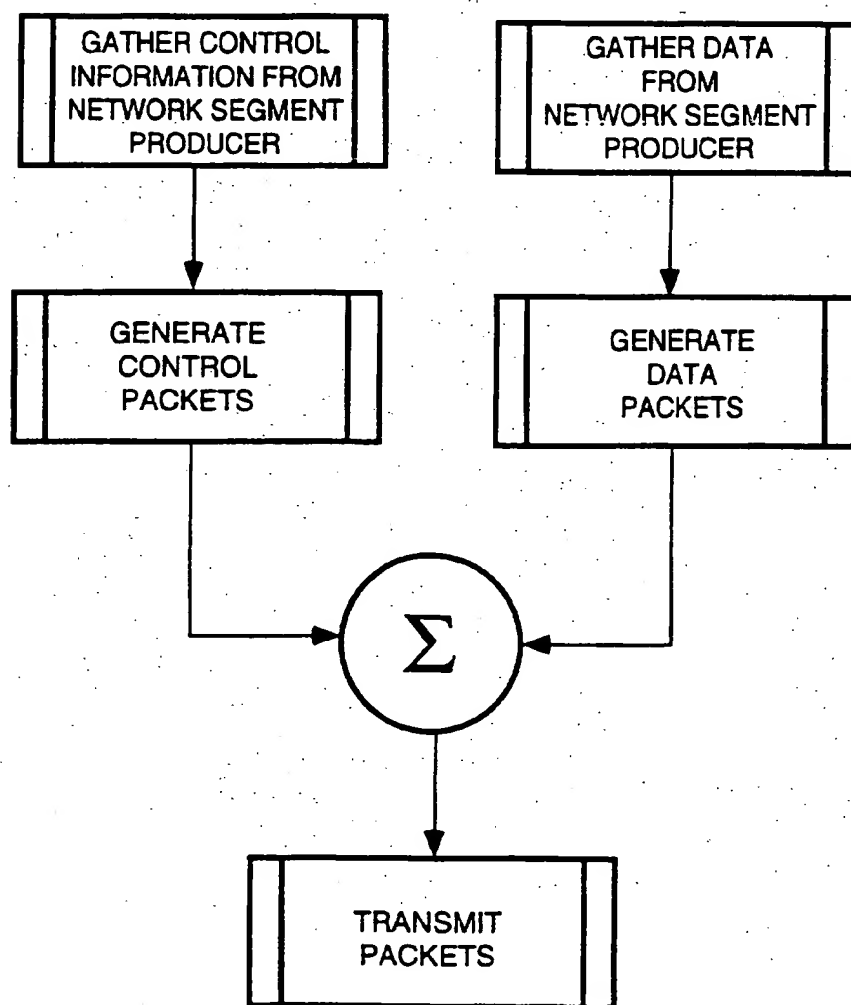 GATHER CONTROL
INFORMATION FROM
NETWORK SEGMENT
PRODUCER
GATHER DATA
FROM
NETWORK SEGMENT
PRODUCER
GENERATE
CONTROL
PACKETS
GENERATE
DATA
PACKETS
Σ
TRANSMIT
PACKETS